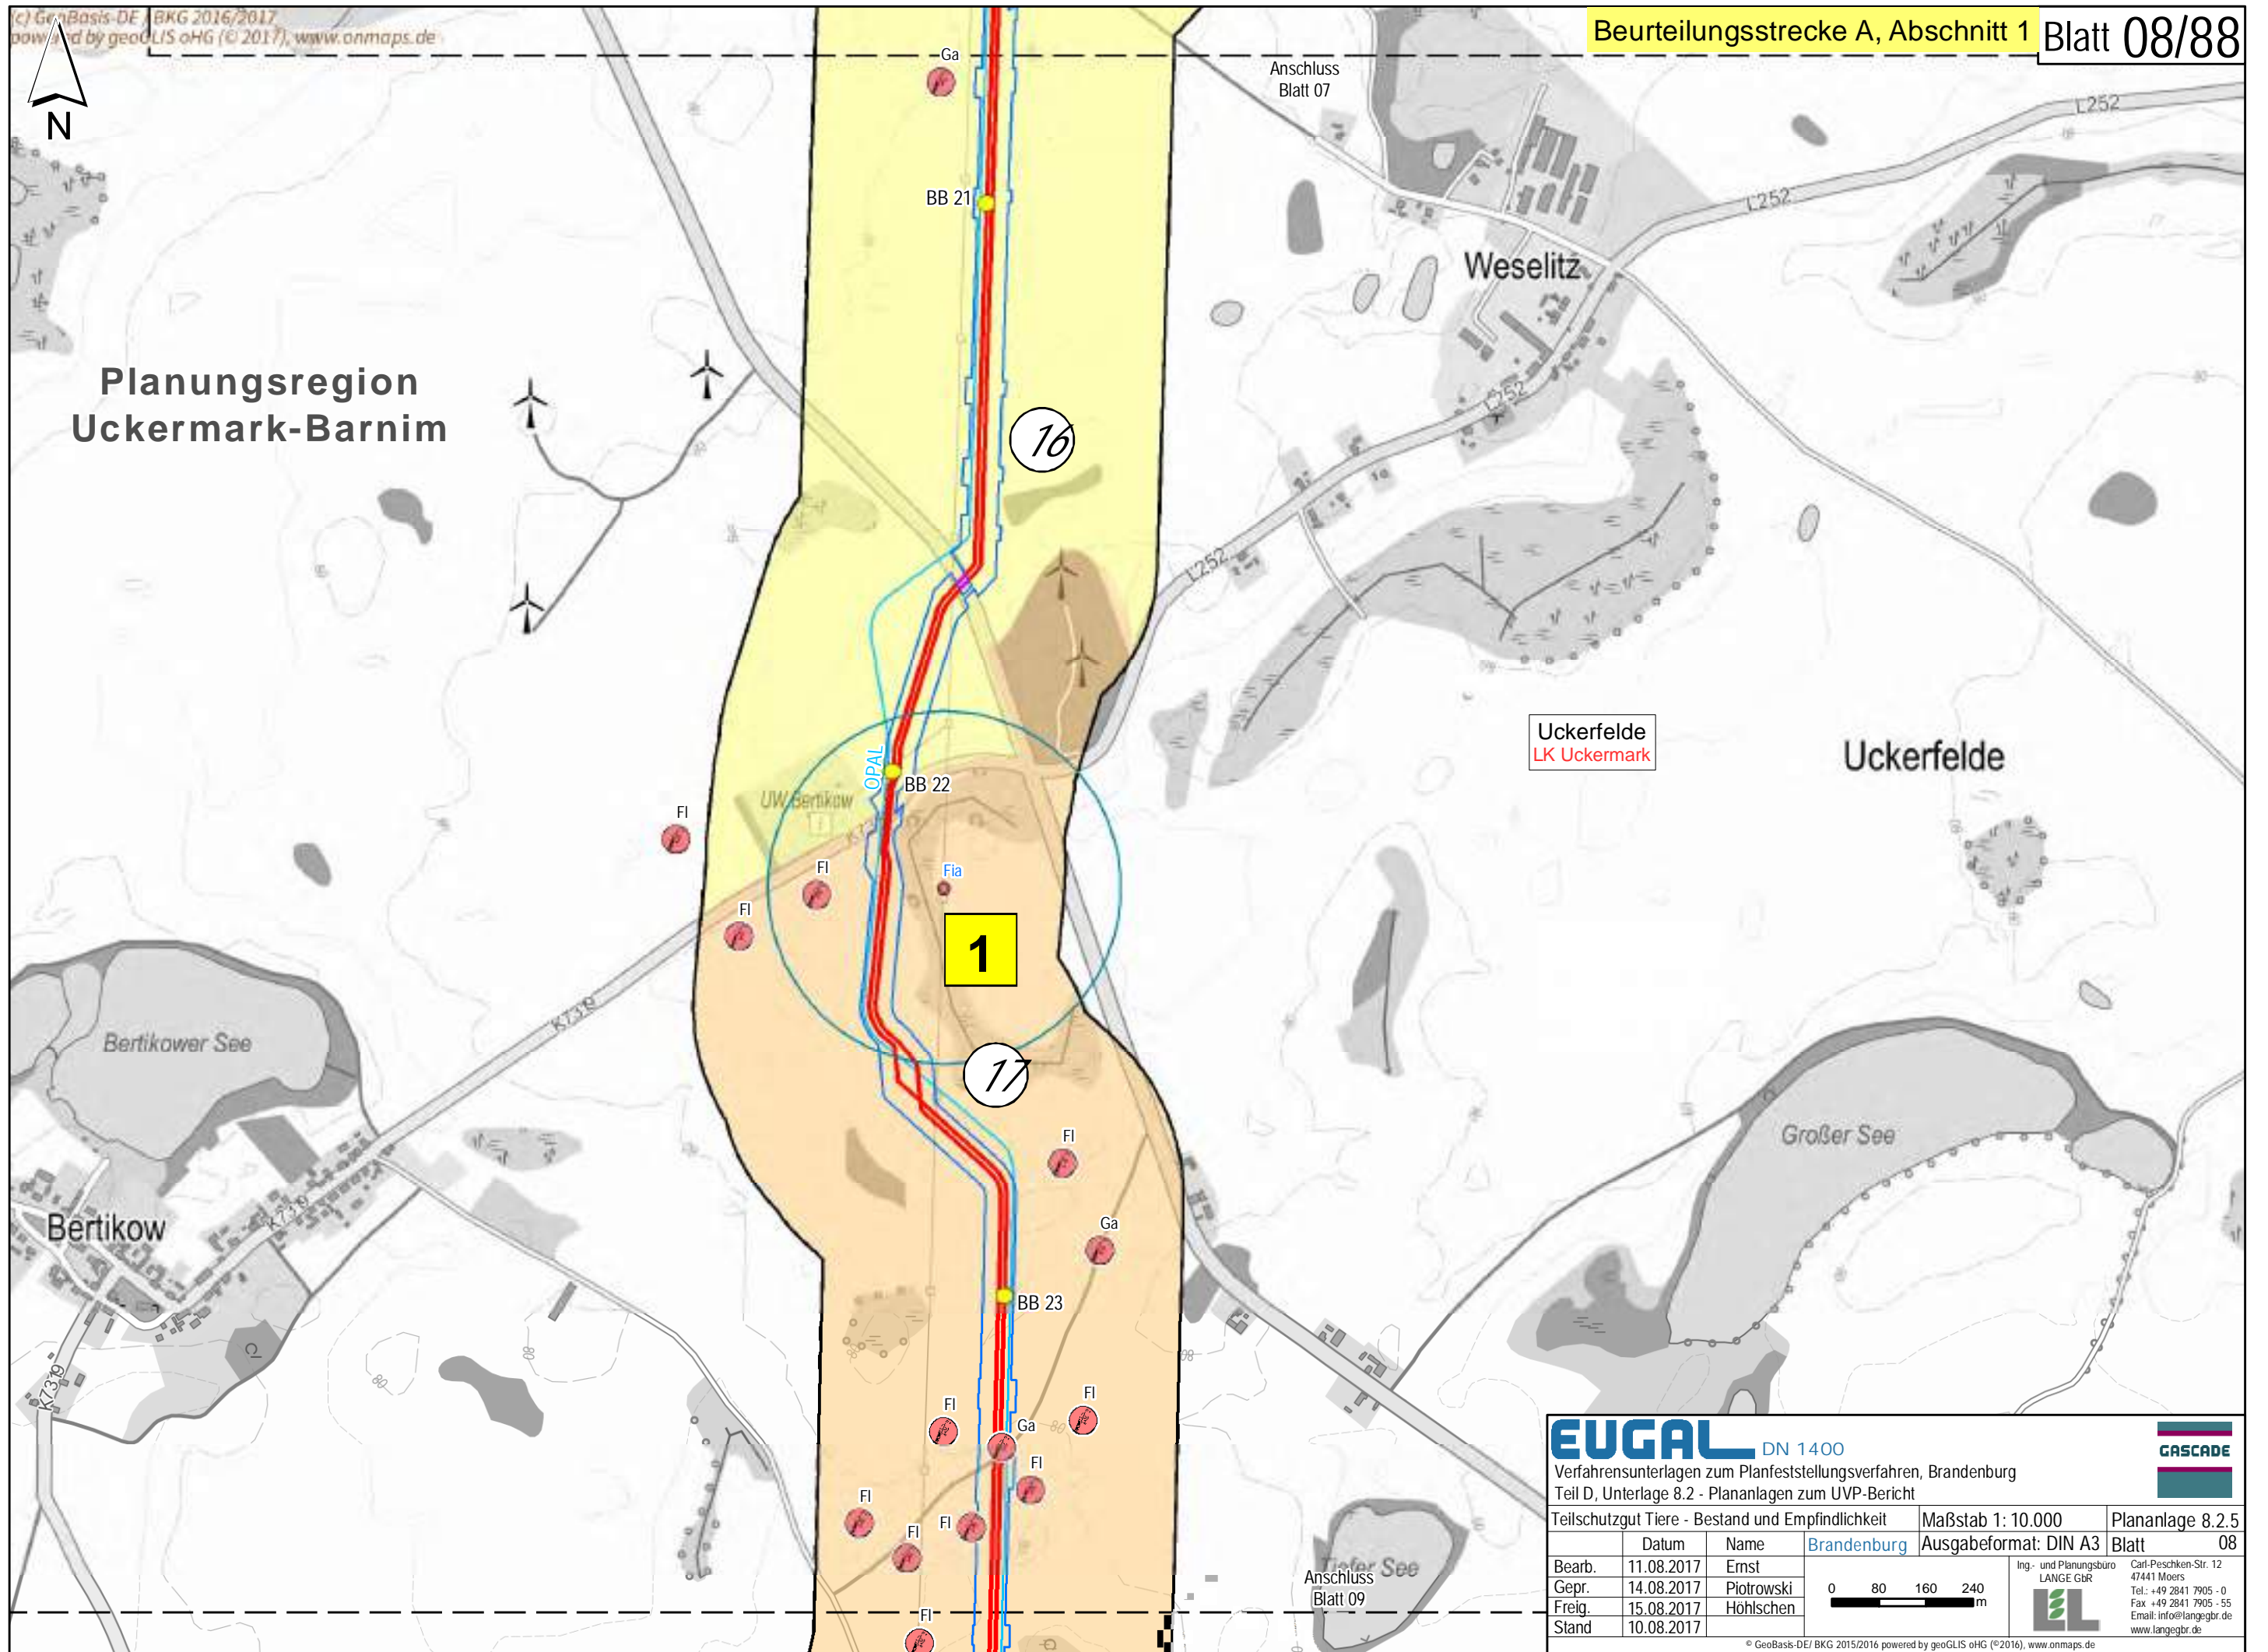 (c) GeoBasis-DE / BKG 2016/2017
powered by geoGLIS oHG (© 2017), www.onmaps.de
N
Beurteilungsstrecke A, Abschnitt 1
Blatt 08/88
Anschluss
Blatt 07
Ga
L252
L252
BB 21
Weselitz
Planungsregion
Uckermark-Barnim
L252
16
L252
Uckerfelde
LK Uckermark
Uckerfelde
OPAL
BB 22
UW Bertikow
Fl
Fl
Fia
Fl
1
K7319
Bertikower See
17
Großer See
Fl
Bertikow
K7319
Ga
BB 23
K7319
80
80
80
Fl
Fl
Ga
80
Fl
Fl
Fl
Fl
Tiefer See
Anschluss
Blatt 09
Fl
EUGAL DN 1400
GASCADE
Verfahrensunterlagen zum Planfeststellungsverfahren, Brandenburg
Teil D, Unterlage 8.2 - Plananlagen zum UVP-Bericht
Teilschutzgut Tiere - Bestand und Empfindlichkeit
Maßstab 1: 10.000
Plananlage 8.2.5
Datum
Name
Brandenburg
Ausgabeformat: DIN A3
Blatt 08
Bearb. 11.08.2017 Ernst
Gepr. 14.08.2017 Piotrowski
Freig. 15.08.2017 Höhlschen
Stand 10.08.2017
0 80 160 240
m
Ing.- und Planungsbüro
LANGE GbR
Carl-Peschken-Str. 12
47441 Moers
Tel.: +49 2841 7905 - 0
Fax +49 2841 7905 - 55
Email: info@langegbr.de
www.langegbr.de
© GeoBasis-DE/ BKG 2015/2016 powered by geoGLIS oHG (©2016), www.onmaps.de